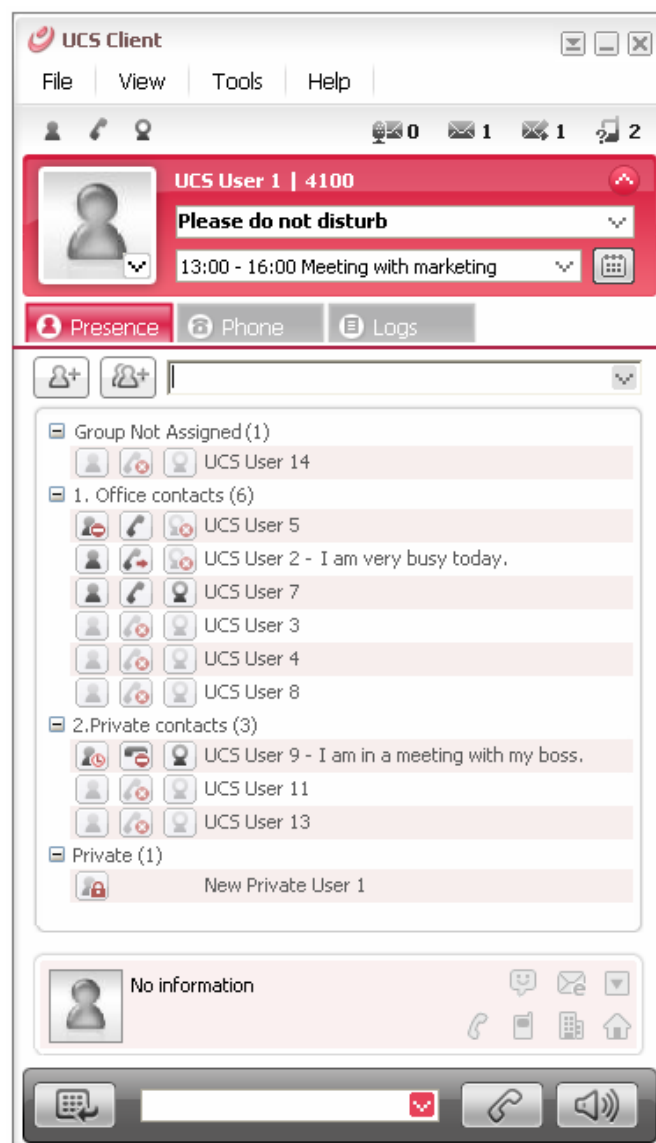 UCS Client
File View Tools Help
0 1 1 2
UCS User 1 | 4100
Please do not disturb
13:00 - 16:00 Meeting with marketing
Presence Phone Logs
Group Not Assigned (1)
UCS User 14
1. Office contacts (6)
UCS User 5
UCS User 2 - I am very busy today.
UCS User 7
UCS User 3
UCS User 4
UCS User 8
2.Private contacts (3)
UCS User 9 - I am in a meeting with my boss.
UCS User 11
UCS User 13
Private (1)
New Private User 1
No information